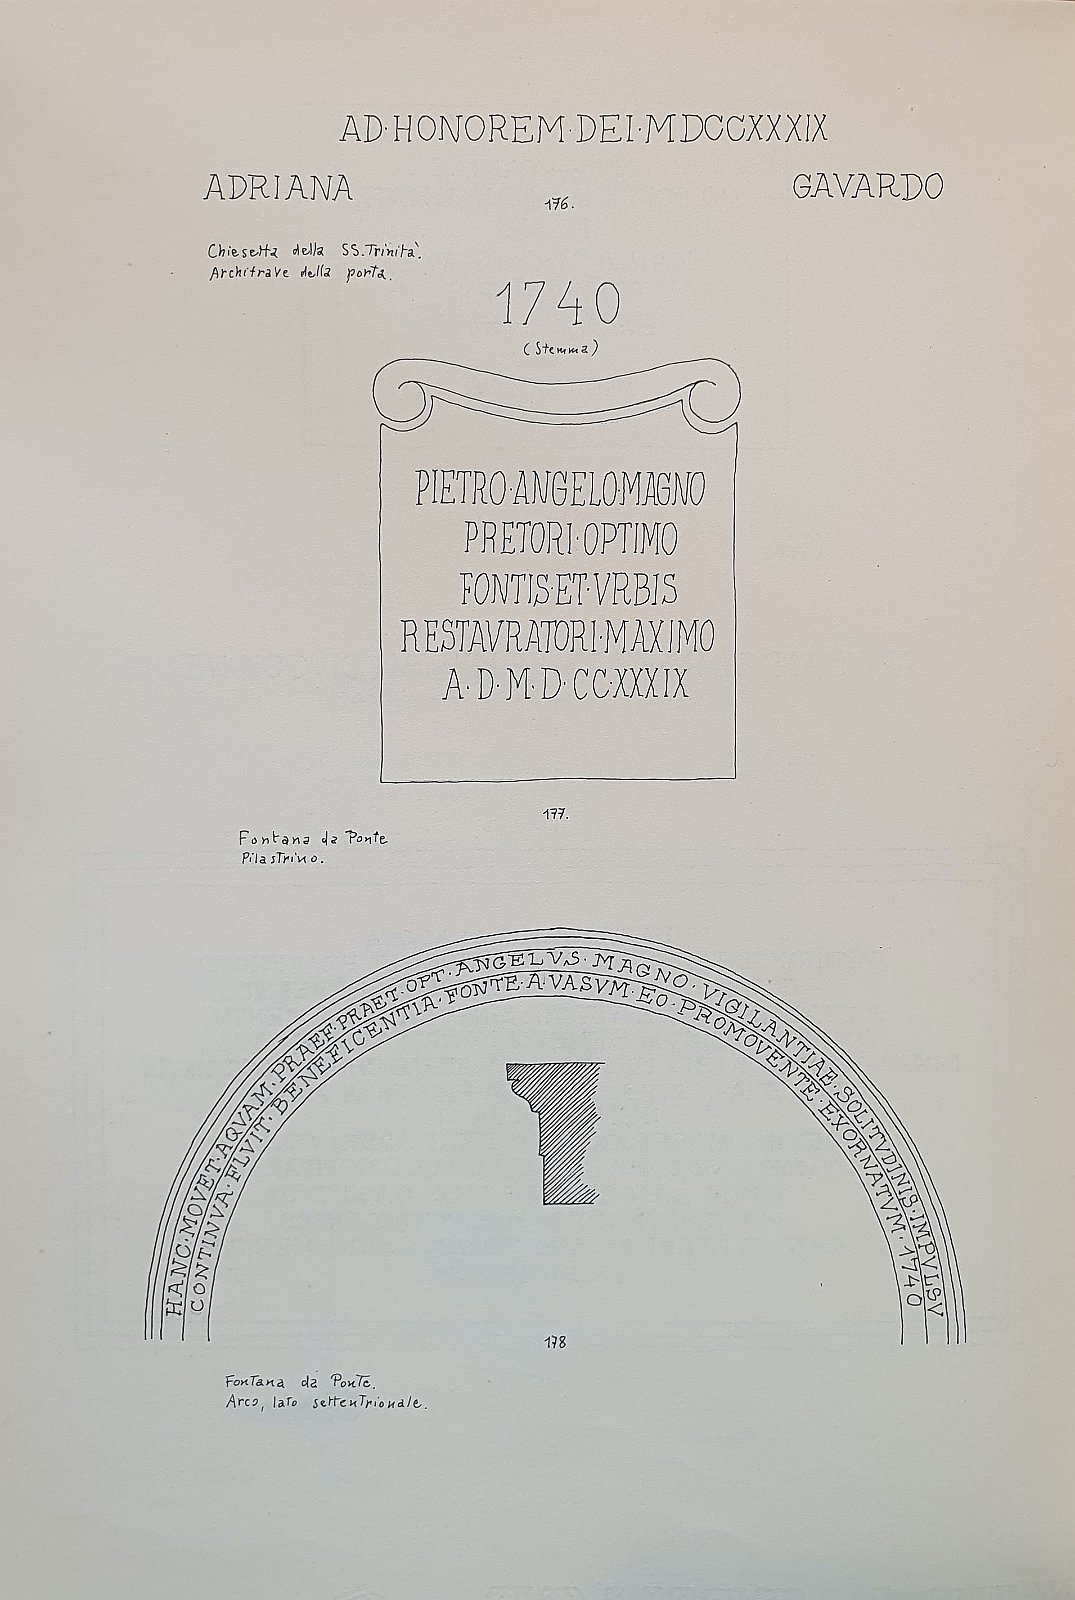 AD·HONOREM·DEI·MDCCXXXIX
ADRIANA GAVARDO
176.
Chiesetta della SS. Trinità.
Architrave della porta.
1740
(Stemma)
PIETRO·ANGELO·MAGNO
PRETORI·OPTIMO
FONTIS·ET·VRBIS
RESTAVRATORI·MAXIMO
A·D·M·D·CC·XXXIX
177.
Fontana da Ponte
Pilastrino.
HANC·MOVET·AQVAM·PRAEF·PRAET·OPT·ANGELVS·MAGNO·VIGILANTIAE·SOLITVDINIS·IMPVLSV
CONTINVA·FLVIT·BENEFICENTIA·FONTE·A·VASVM·EO·PROMOVENTE·EXORNATVM·1740
178
Fontana da Ponte.
Arco, lato settentrionale.